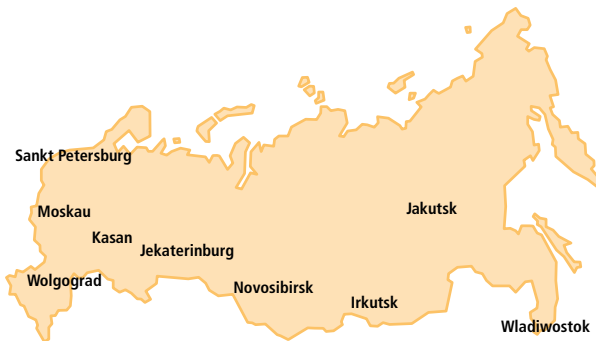 Sankt Petersburg
Moskau
Jakutsk
Kasan
Jekaterinburg
Wolgograd
Novosibirsk
Irkutsk
Wladiwostok